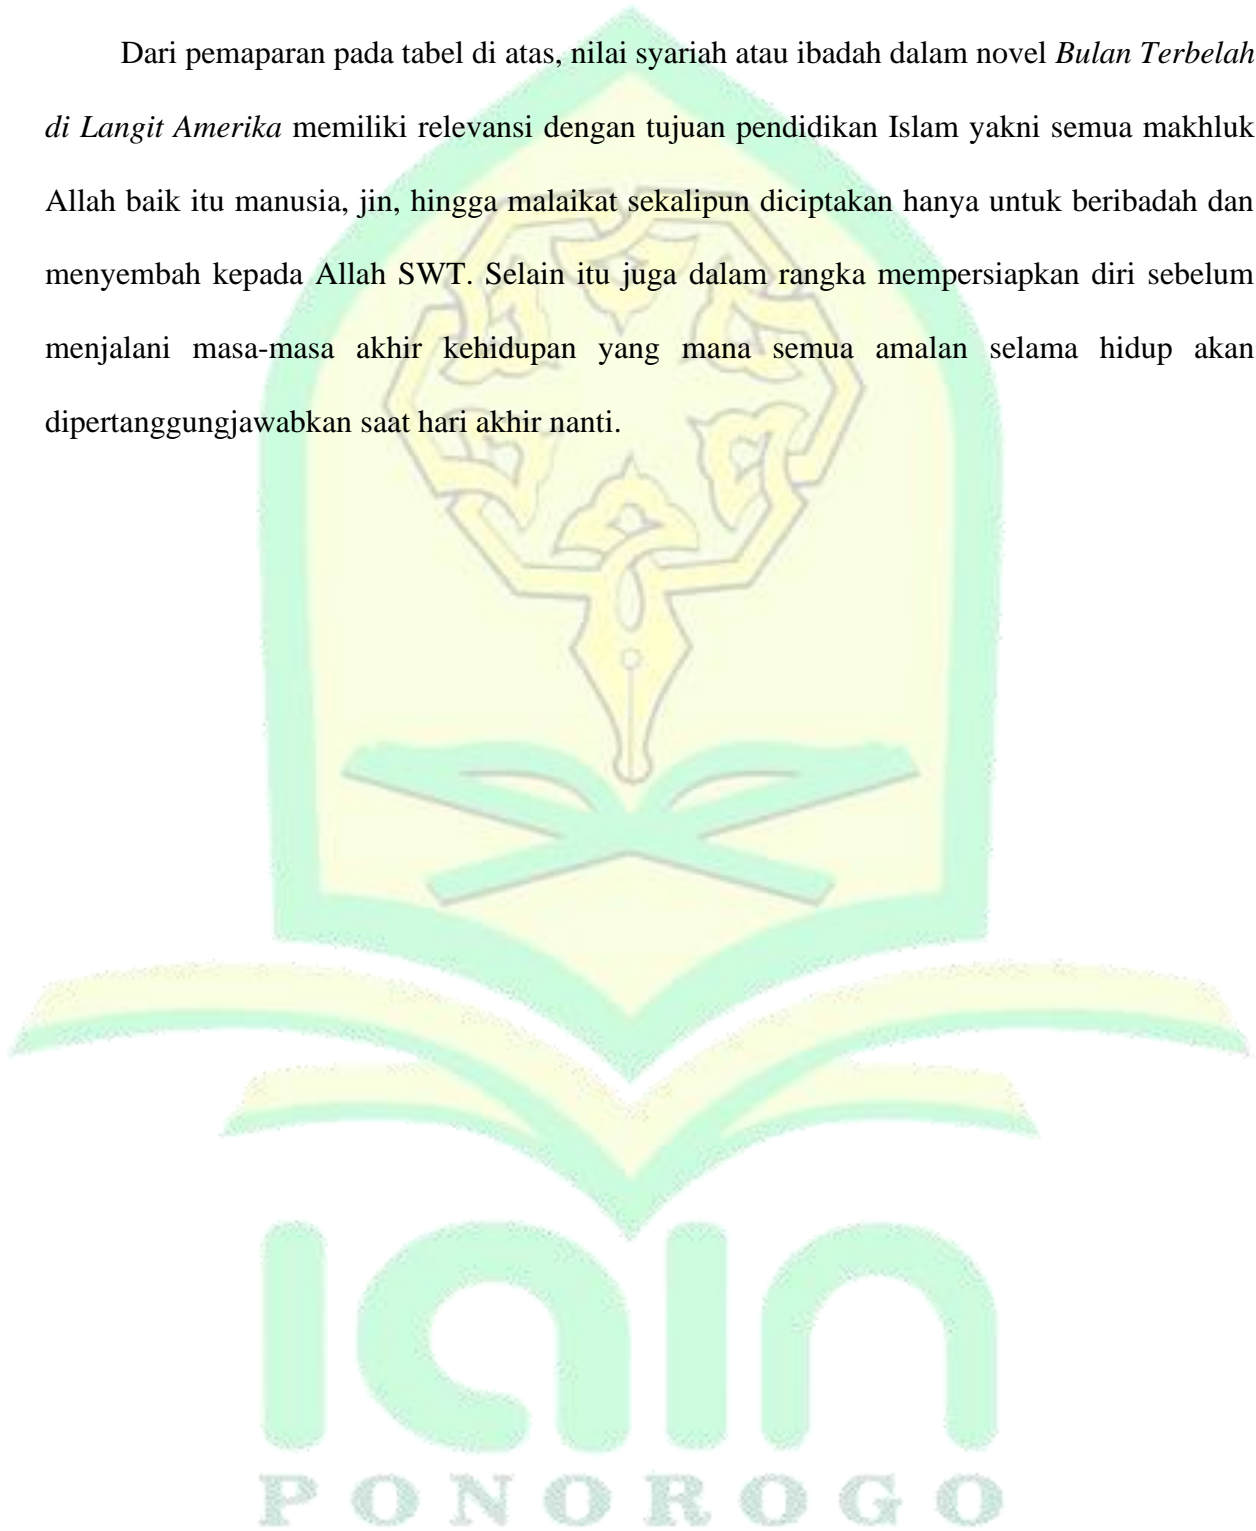 Dari pemaparan pada tabel di atas, nilai syariah atau ibadah dalam novel Bulan Terbelah
di Langit Amerika memiliki relevansi dengan tujuan pendidikan Islam yakni semua makhluk
Allah baik itu manusia, jin, hingga malaikat sekalipun diciptakan hanya untuk beribadah dan
menyembah kepada Allah SWT. Selain itu juga dalam rangka mempersiapkan diri sebelum
menjalani masa-masa akhir kehidupan yang mana semua amalan selama hidup akan
dipertanggungjawabkan saat hari akhir nanti.
iain
PONOROGO